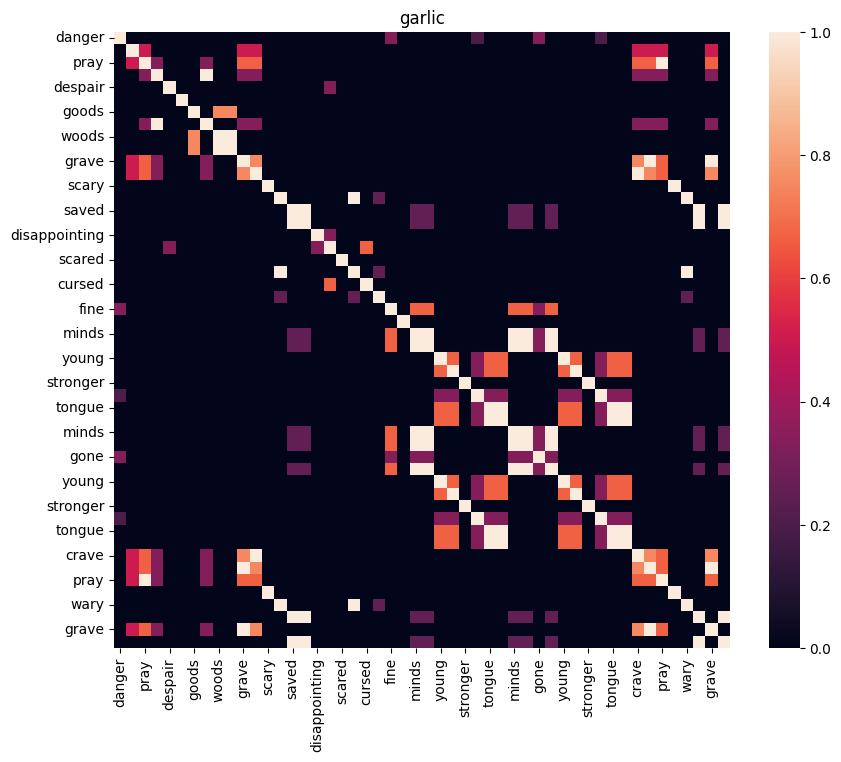 garlic
danger
pray
despair
goods
woods
grave
scary
saved
disappointing
scared
cursed
fine
minds
young
stronger
tongue
minds
gone
young
stronger
tongue
crave
pray
wary
grave
1.0
0.8
0.6
0.4
0.2
0.0
danger
pray
despair
goods
woods
grave
scary
saved
disappointing
scared
cursed
fine
minds
young
stronger
tongue
minds
gone
young
stronger
tongue
crave
pray
wary
grave